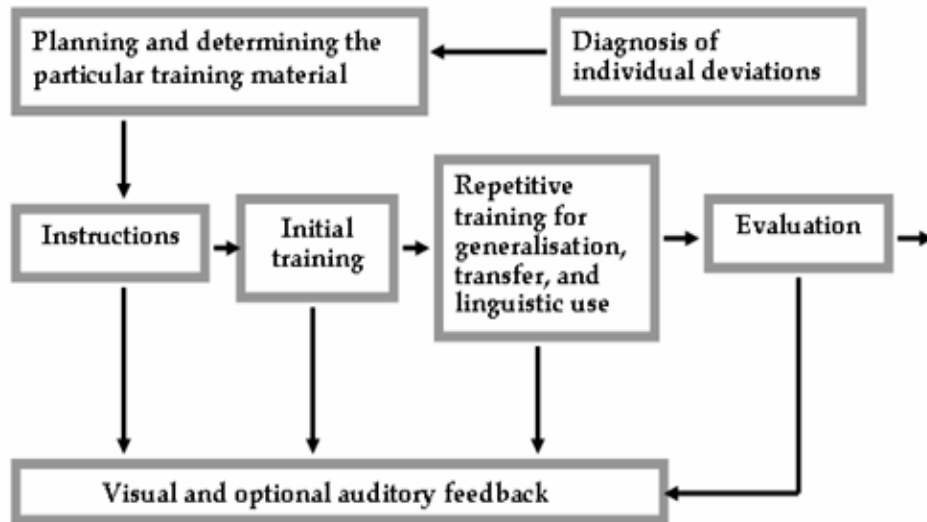 Planning and determining the
particular training material
Diagnosis of
individual deviations
Instructions
Initial
training
Repetitive
training for
generalisation,
transfer, and
linguistic use
Evaluation
Visual and optional auditory feedback